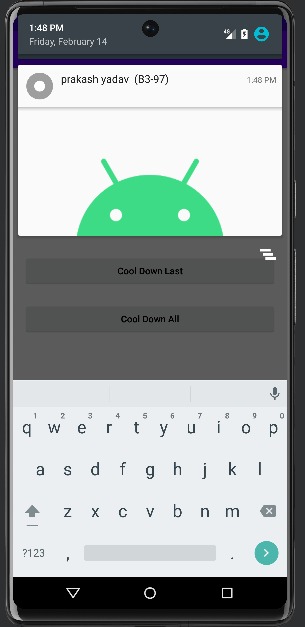 1:48 PM
Friday, February 14
prakash yadav (B3-97)
1:48 PM
Cool Down Last
Cool Down All
1 2 3 4 5 6 7 8 9 0
q w e r t y u i o p
a s d f g h j k l
z x c v b n m
?123 , .